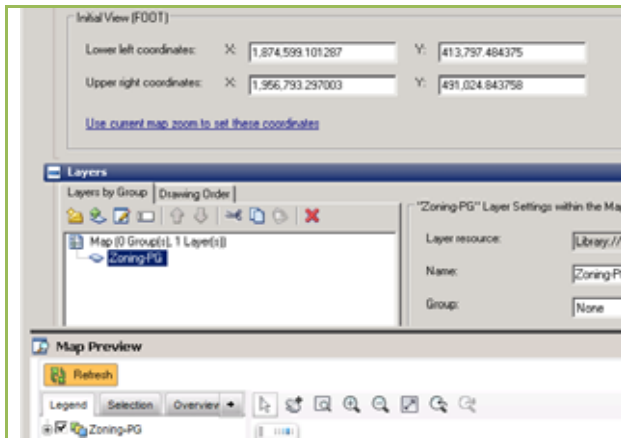 Initial View (FOOT)
Lower left coordinates: X: 1,874,599.101287 Y: 413,797.484375
Upper right coordinates: X: 1,956,793.297003 Y: 491,024.843758
Use current map zoom to set these coordinates
Layers
Layers by Group Drawing Order
"Zoning-PG" Layer Settings within the Ma
Map (0 Group(s), 1 Layer(s))
Layer resource: Library://
Zoning-PG
Name: Zoning-P
Group: None
Map Preview
Refresh
Legend Selection Overview
Zoning-PG